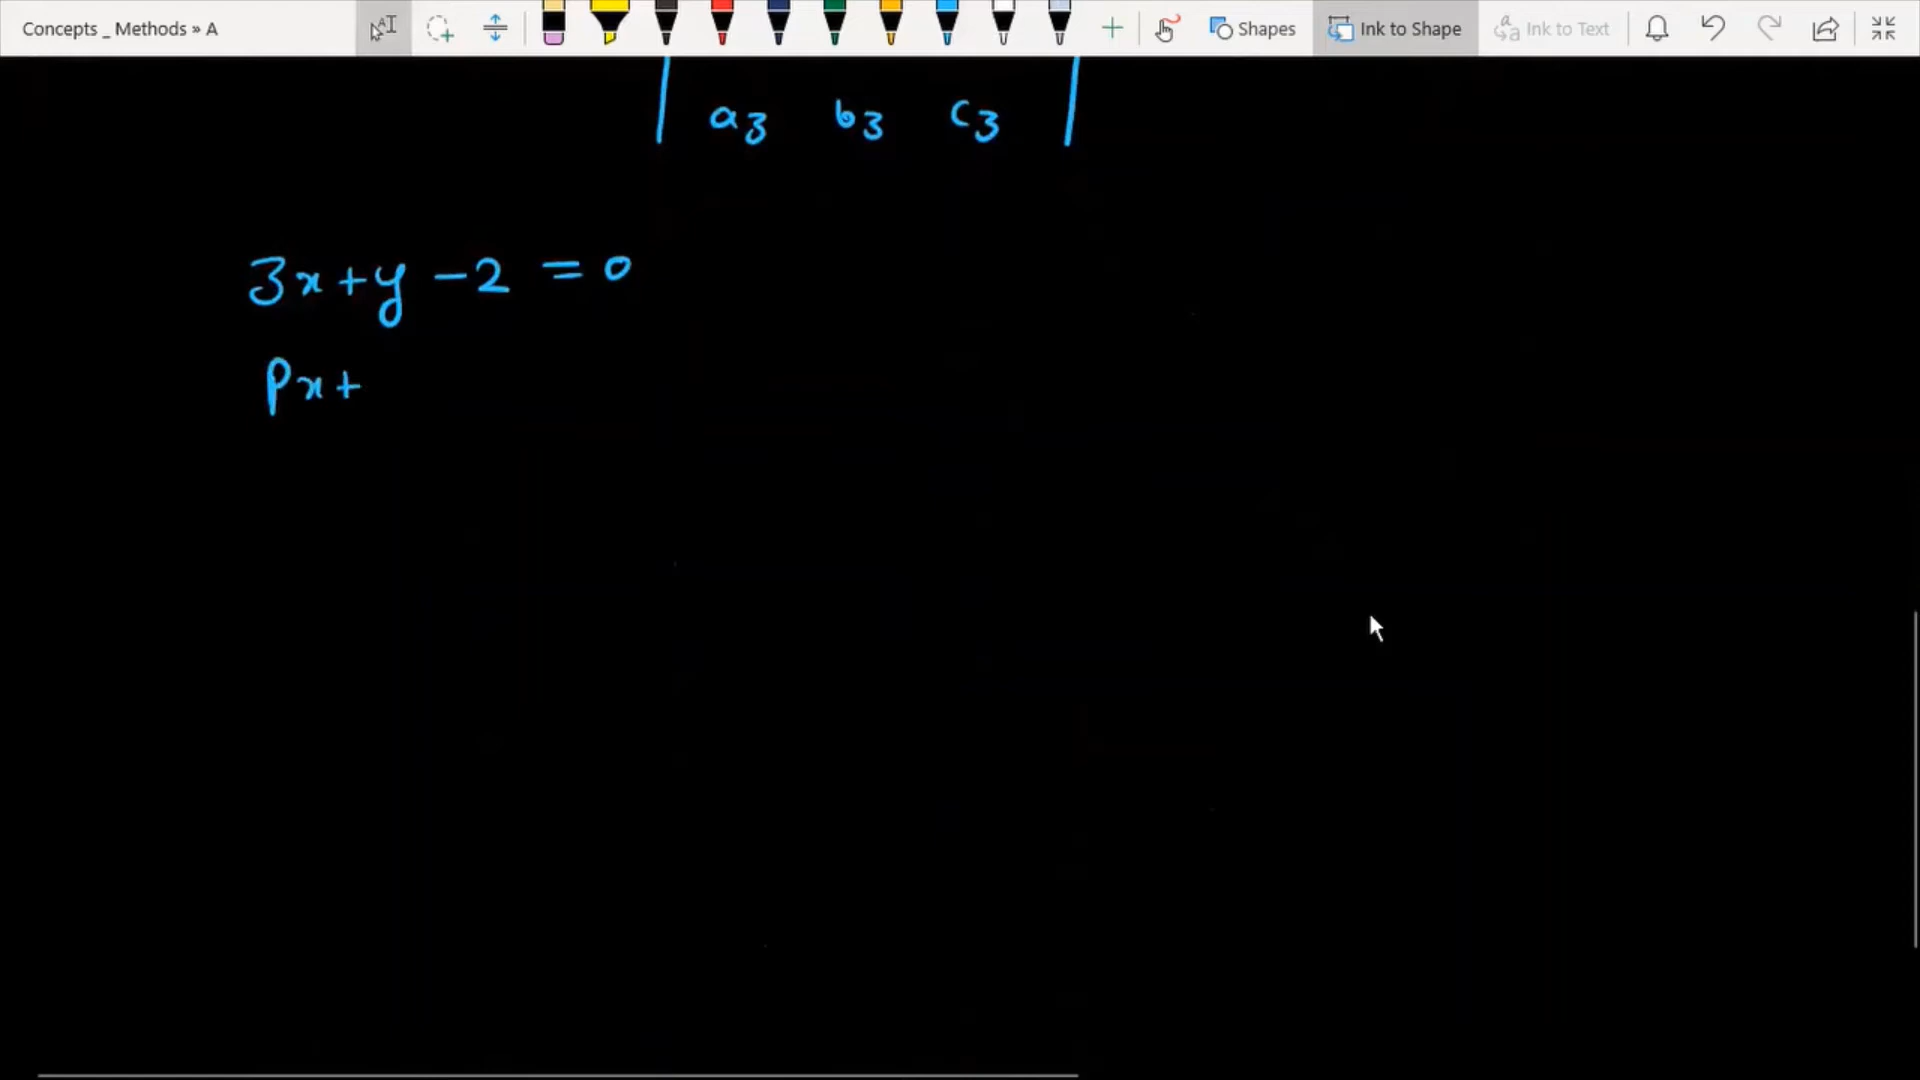 Concepts _ Methods » A
Shapes
Ink to Shape
Ink to Text
a3 b3 c3
3x+y-2 = 0
px+